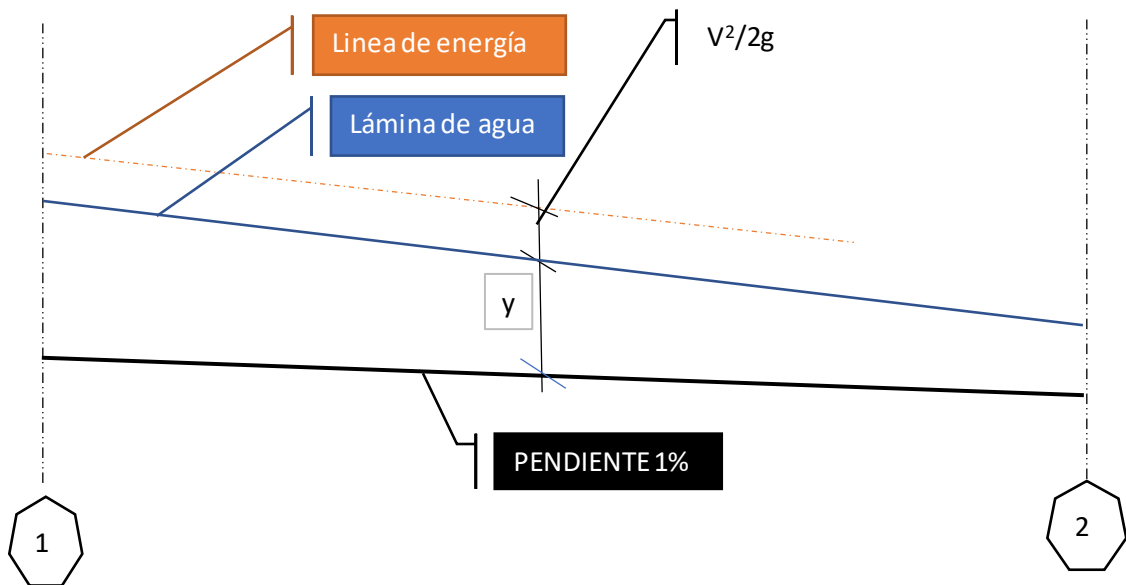 Linea de energía
V²/2g
Lámina de agua
y
PENDIENTE 1%
1
2